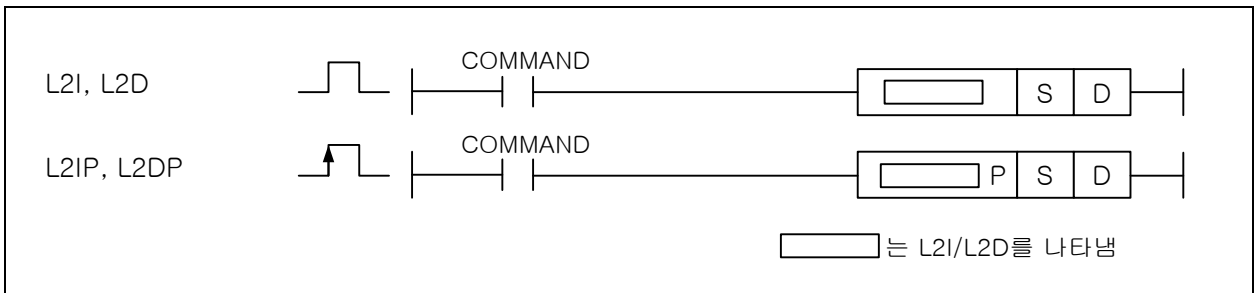 COMMAND
L2I, L2D S D
COMMAND
L2IP, L2DP P S D
는 L2I/L2D를 나타냄